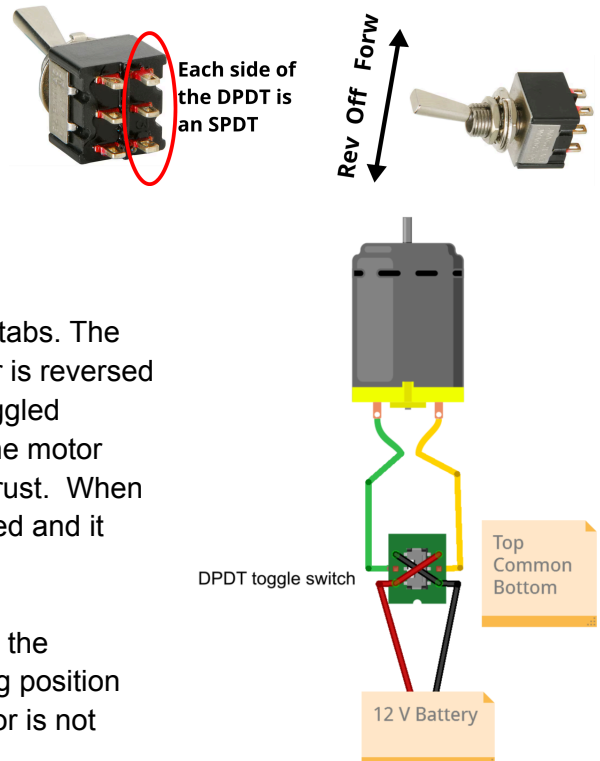 Each side of
the DPDT is
an SPDT
Rev Off Forw
tabs. The
r is reversed
ggled
ne motor
rust. When
ed and it
the
g position
or is not
DPDT toggle switch
Top
Common
Bottom
12 V Battery